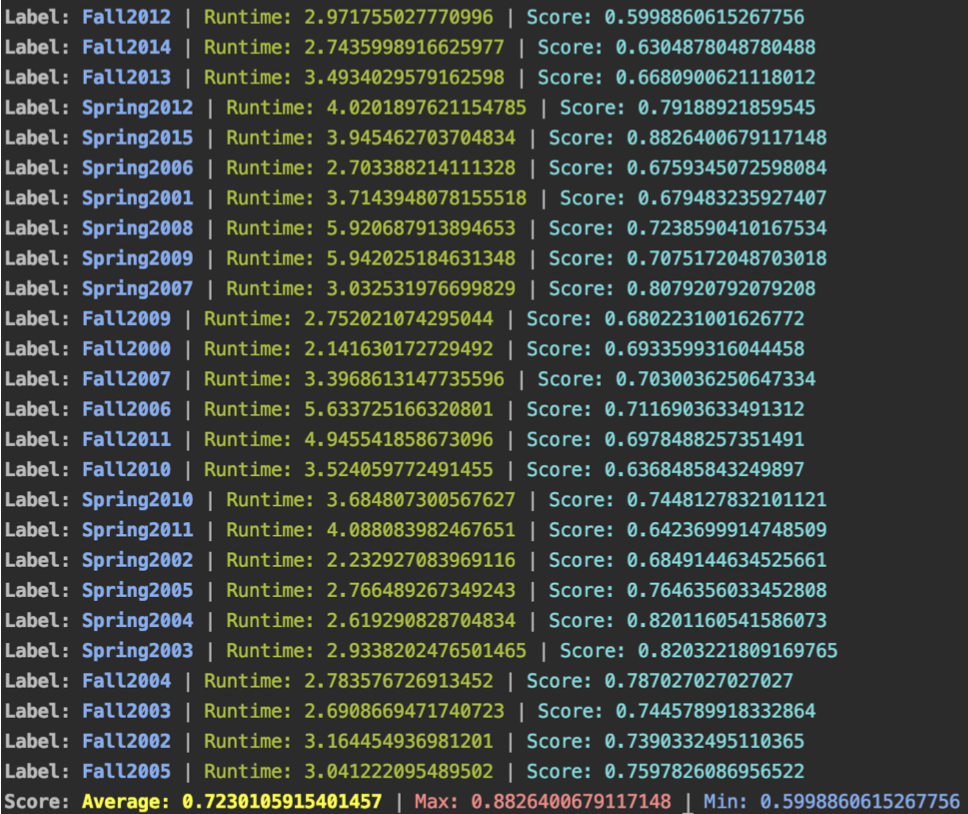 Label: Fall2012 | Runtime: 2.971755027770996 | Score: 0.5998860615267756
Label: Fall2014 | Runtime: 2.7435998916625977 | Score: 0.6304878048780488
Label: Fall2013 | Runtime: 3.4934029579162598 | Score: 0.6680900621118012
Label: Spring2012 | Runtime: 4.0201897621154785 | Score: 0.79188921859545
Label: Spring2015 | Runtime: 3.945462703704834 | Score: 0.8826400679117148
Label: Spring2006 | Runtime: 2.703388214111328 | Score: 0.6759345072598084
Label: Spring2001 | Runtime: 3.7143948078155518 | Score: 0.679483235927407
Label: Spring2008 | Runtime: 5.920687913894653 | Score: 0.7238590410167534
Label: Spring2009 | Runtime: 5.942025184631348 | Score: 0.7075172048703018
Label: Spring2007 | Runtime: 3.032531976699829 | Score: 0.807920792079208
Label: Fall2009 | Runtime: 2.752021074295044 | Score: 0.6802231001626772
Label: Fall2000 | Runtime: 2.141630172729492 | Score: 0.6933599316044458
Label: Fall2007 | Runtime: 3.3968613147735596 | Score: 0.7030036250647334
Label: Fall2006 | Runtime: 5.633725166320801 | Score: 0.7116903633491312
Label: Fall2011 | Runtime: 4.945541858673096 | Score: 0.6978488257351491
Label: Fall2010 | Runtime: 3.524059772491455 | Score: 0.6368485843249897
Label: Spring2010 | Runtime: 3.684807300567627 | Score: 0.7448127832101121
Label: Spring2011 | Runtime: 4.088083982467651 | Score: 0.6423699914748509
Label: Spring2002 | Runtime: 2.232927083969116 | Score: 0.6849144634525661
Label: Spring2005 | Runtime: 2.766489267349243 | Score: 0.7646356033452808
Label: Spring2004 | Runtime: 2.619290828704834 | Score: 0.8201160541586073
Label: Spring2003 | Runtime: 2.9338202476501465 | Score: 0.8203221809169765
Label: Fall2004 | Runtime: 2.783576726913452 | Score: 0.787027027027027
Label: Fall2003 | Runtime: 2.6908669471740723 | Score: 0.7445789918332864
Label: Fall2002 | Runtime: 3.164454936981201 | Score: 0.7390332495110365
Label: Fall2005 | Runtime: 3.041222095489502 | Score: 0.7597826086956522
Score: Average: 0.7230105915401457 | Max: 0.8826400679117148 | Min: 0.5998860615267756